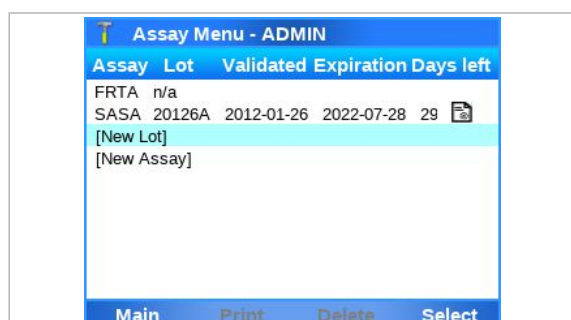 Assay Menu - ADMIN
Assay Lot Validated Expiration Days left
FRTA n/a
SASA 20126A 2012-01-26 2022-07-28 29
[New Lot]
[New Assay]
Main Print Delete Select